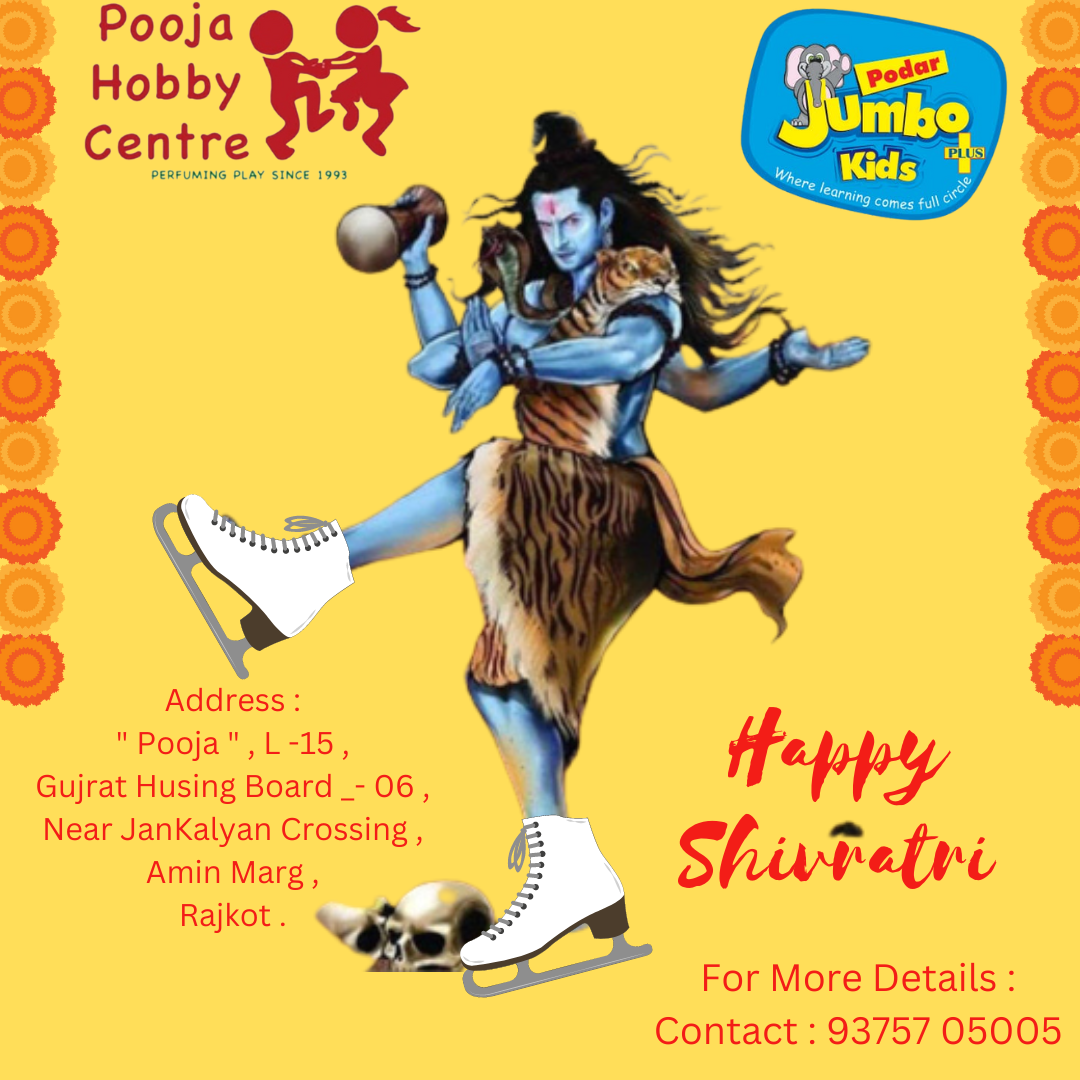 Pooja
Hobby
Centre
PERFUMING PLAY SINCE 1993
Podar
Jumbo
Kids
PLUS
Where learning comes full circle
Address :
" Pooja " , L -15 ,
Gujrat Husing Board _- 06 ,
Near JanKalyan Crossing ,
Amin Marg ,
Rajkot .
Happy
Shivratri
For More Details :
Contact : 93757 05005